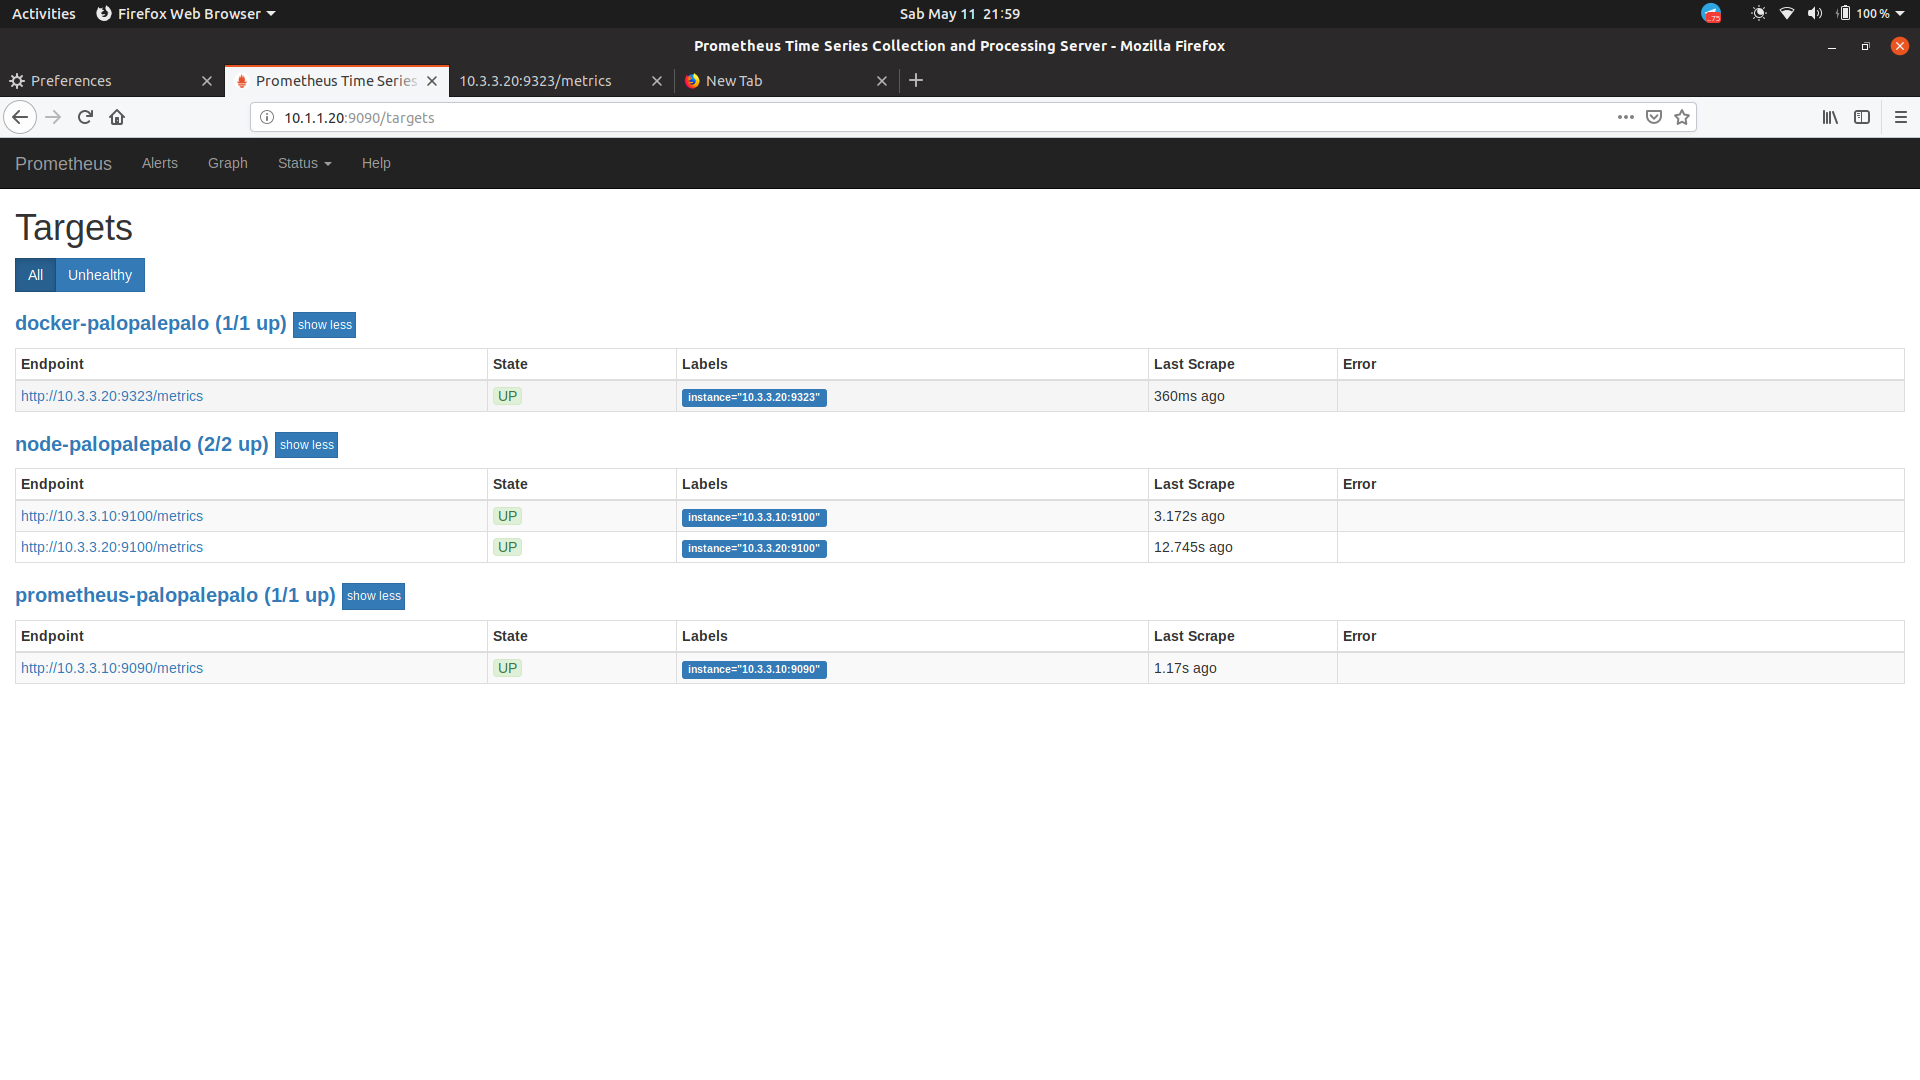 Activities Firefox Web Browser Sab May 11 21:59 100 %
Prometheus Time Series Collection and Processing Server - Mozilla Firefox
Preferences Prometheus Time Series 10.3.3.20:9323/metrics New Tab
10.1.1.20:9090/targets
Prometheus Alerts Graph Status Help
Targets
All Unhealthy
docker-palopalepalo (1/1 up) show less
Endpoint State Labels Last Scrape Error
http://10.3.3.20:9323/metrics UP instance="10.3.3.20:9323" 360ms ago
node-palopalepalo (2/2 up) show less
Endpoint State Labels Last Scrape Error
http://10.3.3.10:9100/metrics UP instance="10.3.3.10:9100" 3.172s ago
http://10.3.3.20:9100/metrics UP instance="10.3.3.20:9100" 12.745s ago
prometheus-palopalepalo (1/1 up) show less
Endpoint State Labels Last Scrape Error
http://10.3.3.10:9090/metrics UP instance="10.3.3.10:9090" 1.17s ago